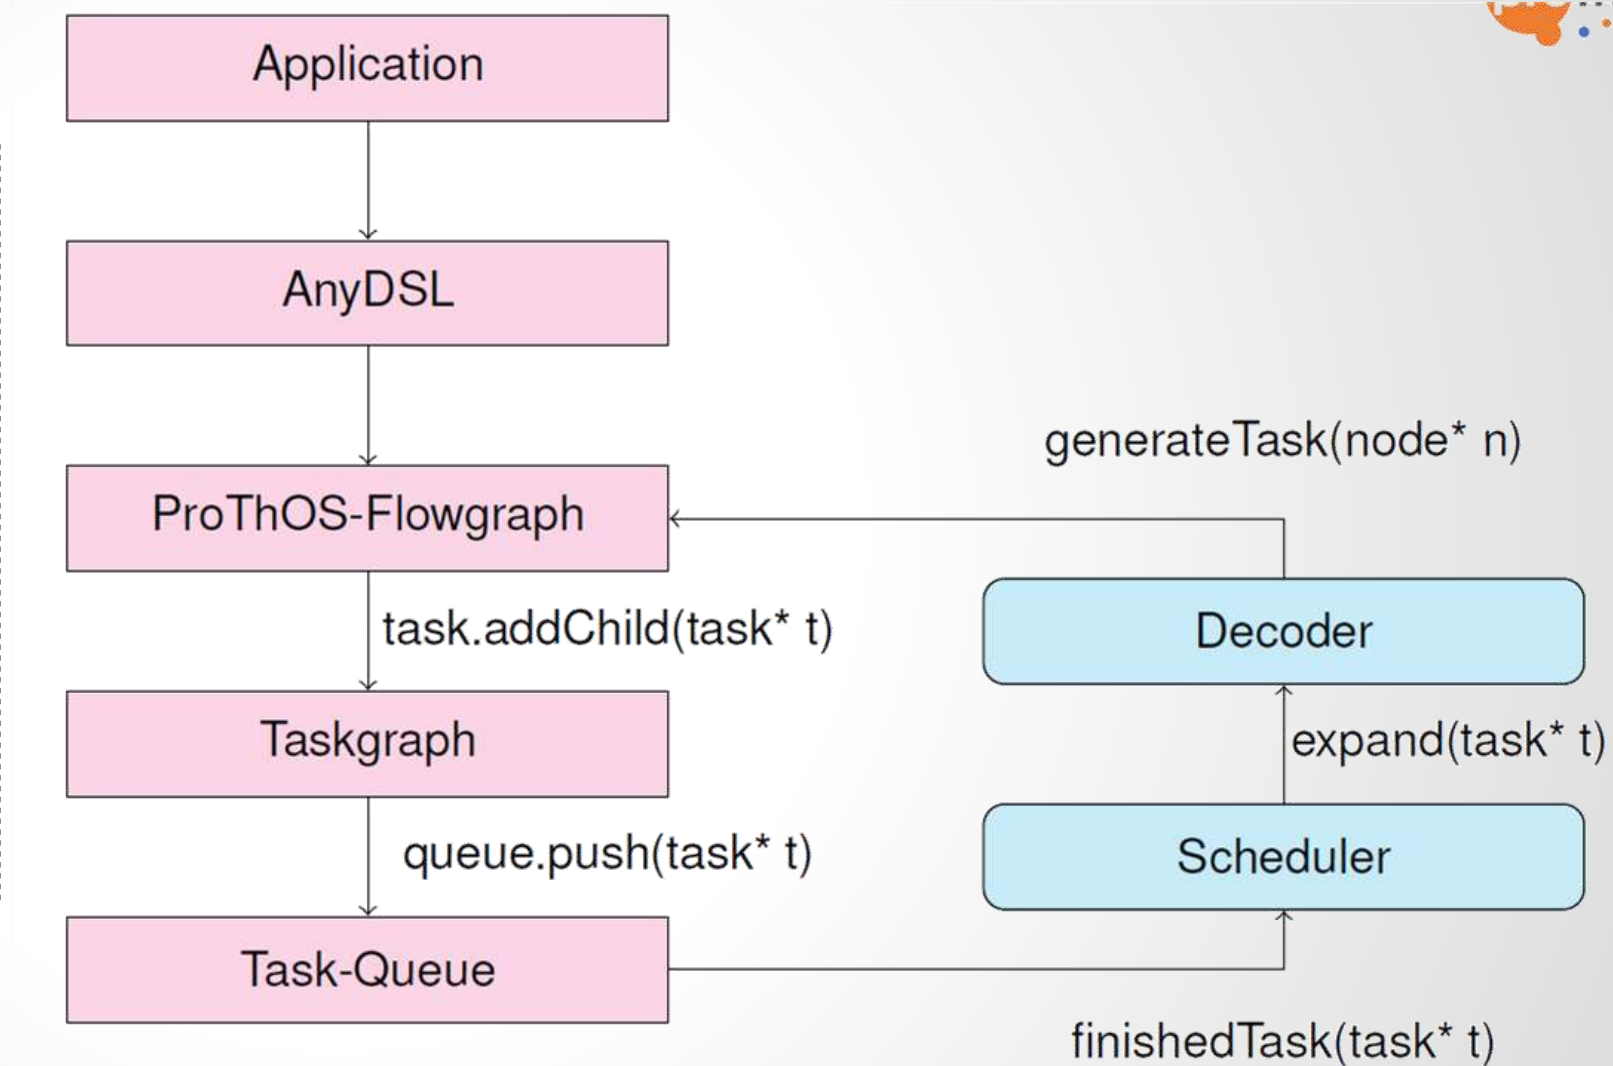 Application
AnyDSL
generateTask(node* n)
ProThOS-Flowgraph
task.addChild(task* t)
Decoder
Taskgraph
expand(task* t)
queue.push(task* t)
Scheduler
Task-Queue
finishedTask(task* t)